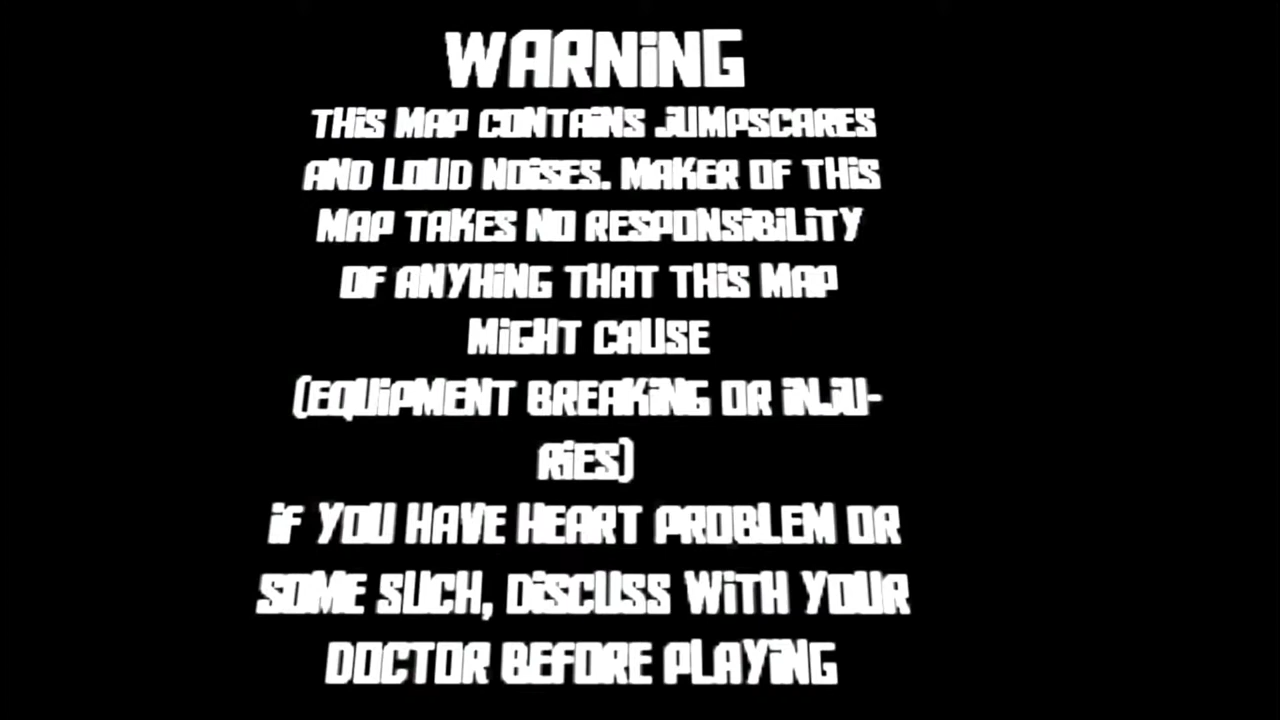 WARNiNG
THiS MAP CONTAiNS JUMPSCARES
AND LOUD NOiSES. MAKER OF THiS
MAP TAKES NO RESPONSiBiLiTY
OF ANYHiNG THAT THiS MAP
MiGHT CAUSE
(EQUiPMENT BREAKiNG OR iNJU-
RiES)
iF YOU HAVE HEART PROBLEM OR
SOME SUCH, DiSCUSS WiTH YOUR
DOCTOR BEFORE PLAYiNG